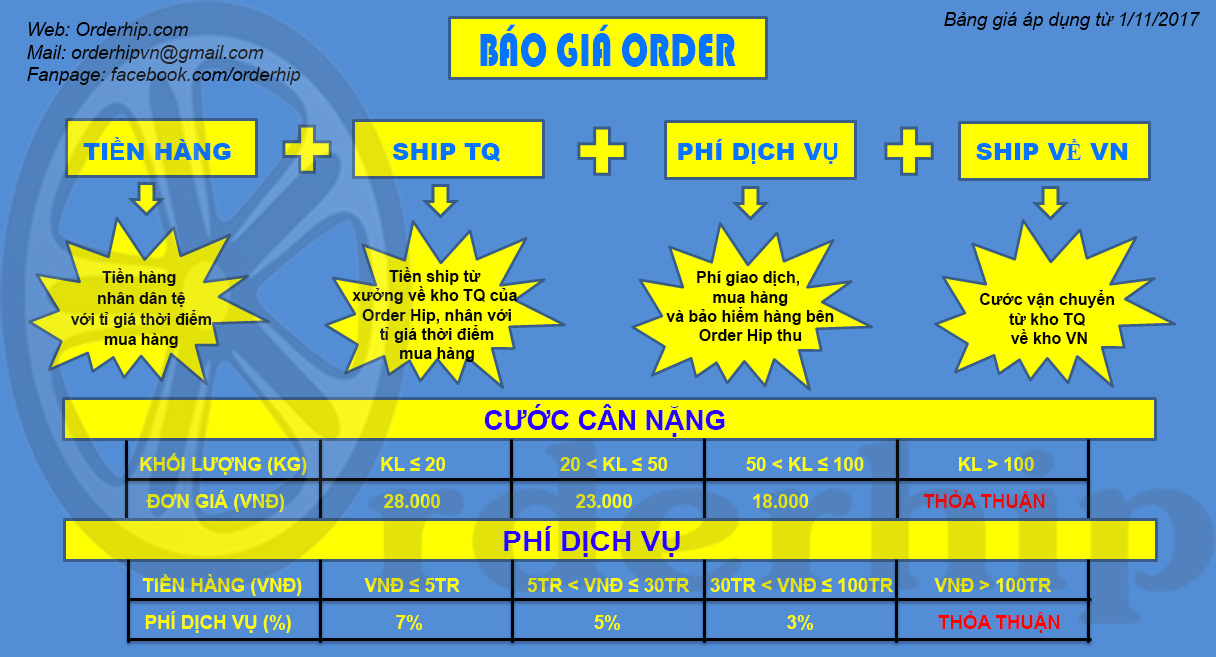 Web: Orderhip.com
Mail: orderhipvn@gmail.com
Fanpage: facebook.com/orderhip
BÁO GIÁ ORDER
Bảng giá áp dụng từ 1/11/2017
TIỀN HÀNG
SHIP TQ
PHÍ DỊCH VỤ
SHIP VỀ VN
Tiền hàng
nhân dân tệ
với tỉ giá thời điểm
mua hàng
Tiền ship từ
xưởng về kho TQ của
Order Hip, nhân với
tỉ giá thời điểm
mua hàng
Phí giao dịch,
mua hàng
và bảo hiểm hàng bên
Order Hip thu
Cước vận chuyển
từ kho TQ
về kho VN
CƯỚC CÂN NẶNG
KHỐI LƯỢNG (KG) KL ≤ 20 20 < KL ≤ 50 50 < KL ≤ 100 KL > 100
ĐƠN GIÁ (VNĐ) 28.000 23.000 18.000 THỎA THUẬN
PHÍ DỊCH VỤ
TIỀN HÀNG (VNĐ) VNĐ ≤ 5TR 5TR < VNĐ ≤ 30TR 30TR < VNĐ ≤ 100TR VNĐ > 100TR
PHÍ DỊCH VỤ (%) 7% 5% 3% THỎA THUẬN
rderhip